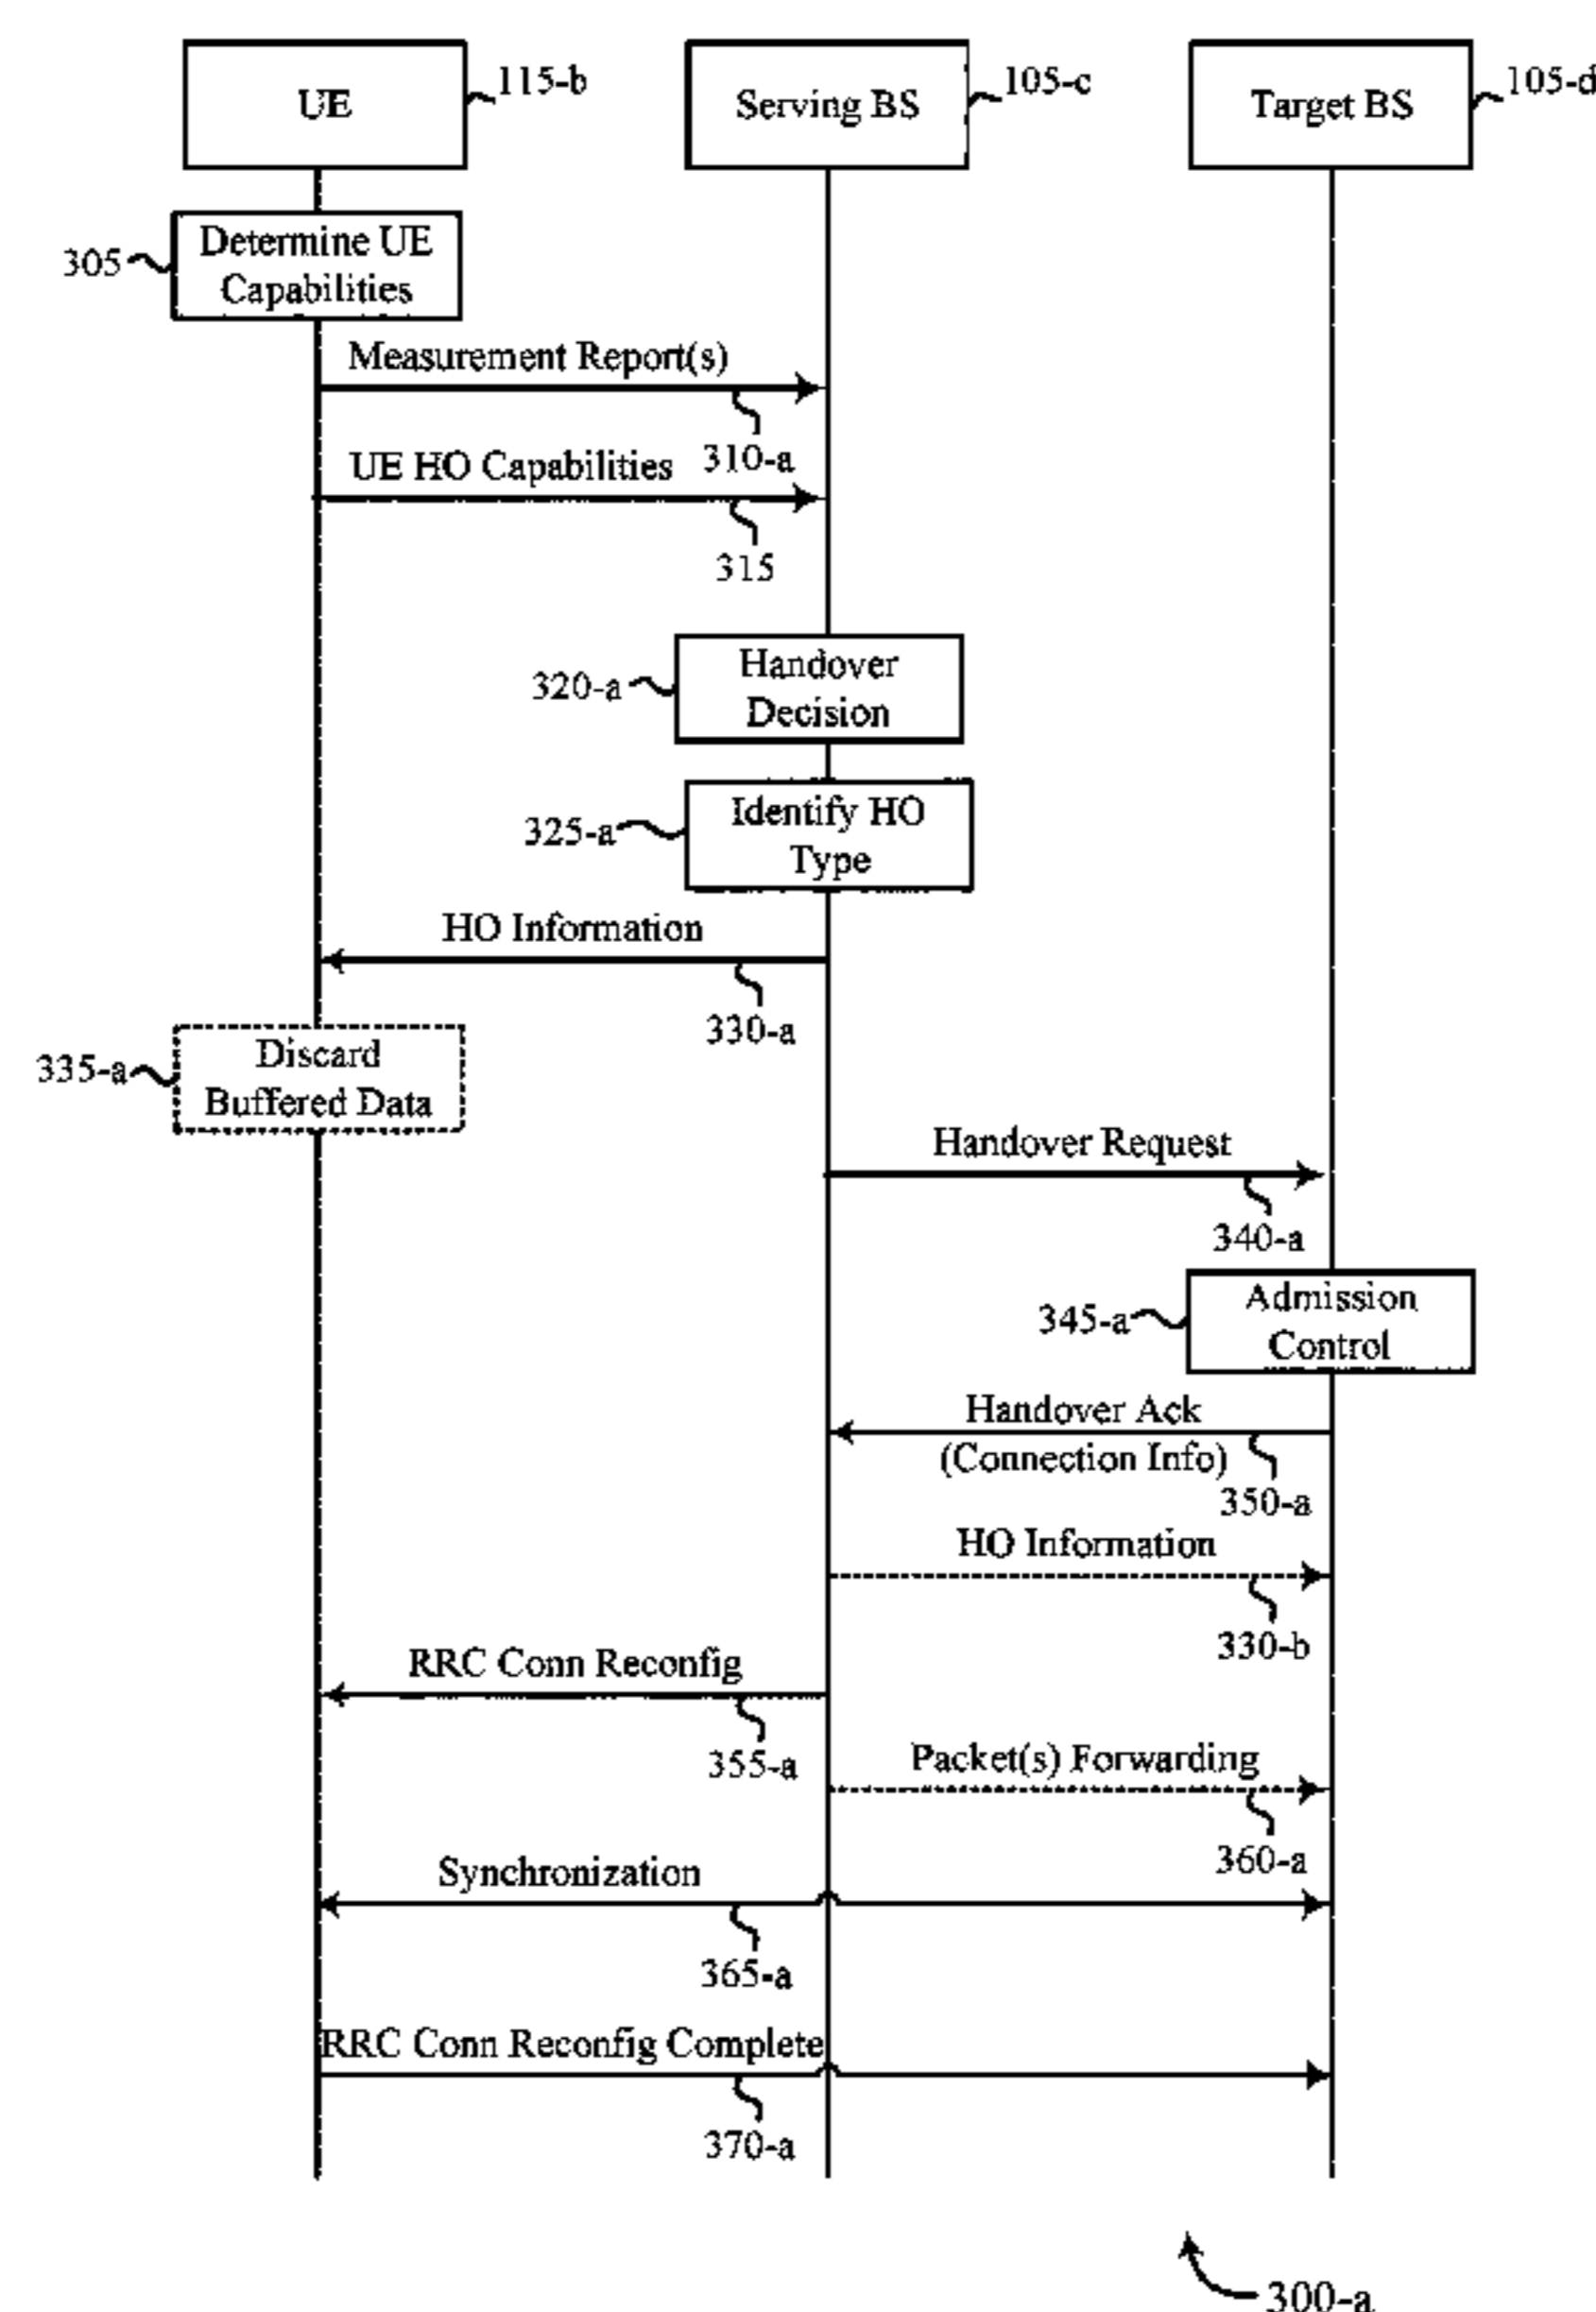 UE
115-b
Serving BS
105-c
Target BS
105-d
305
Determine UE
Capabilities
Measurement Report(s)
310-a
UE HO Capabilities
315
320-a
Handover
Decision
325-a
Identify HO
Type
HO Information
330-a
335-a
Discard
Buffered Data
Handover Request
340-a
345-a
Admission
Control
Handover Ack
(Connection Info)
350-a
HO Information
330-b
RRC Conn Reconfig
355-a
Packet(s) Forwarding
360-a
Synchronization
365-a
RRC Conn Reconfig Complete
370-a
300-a